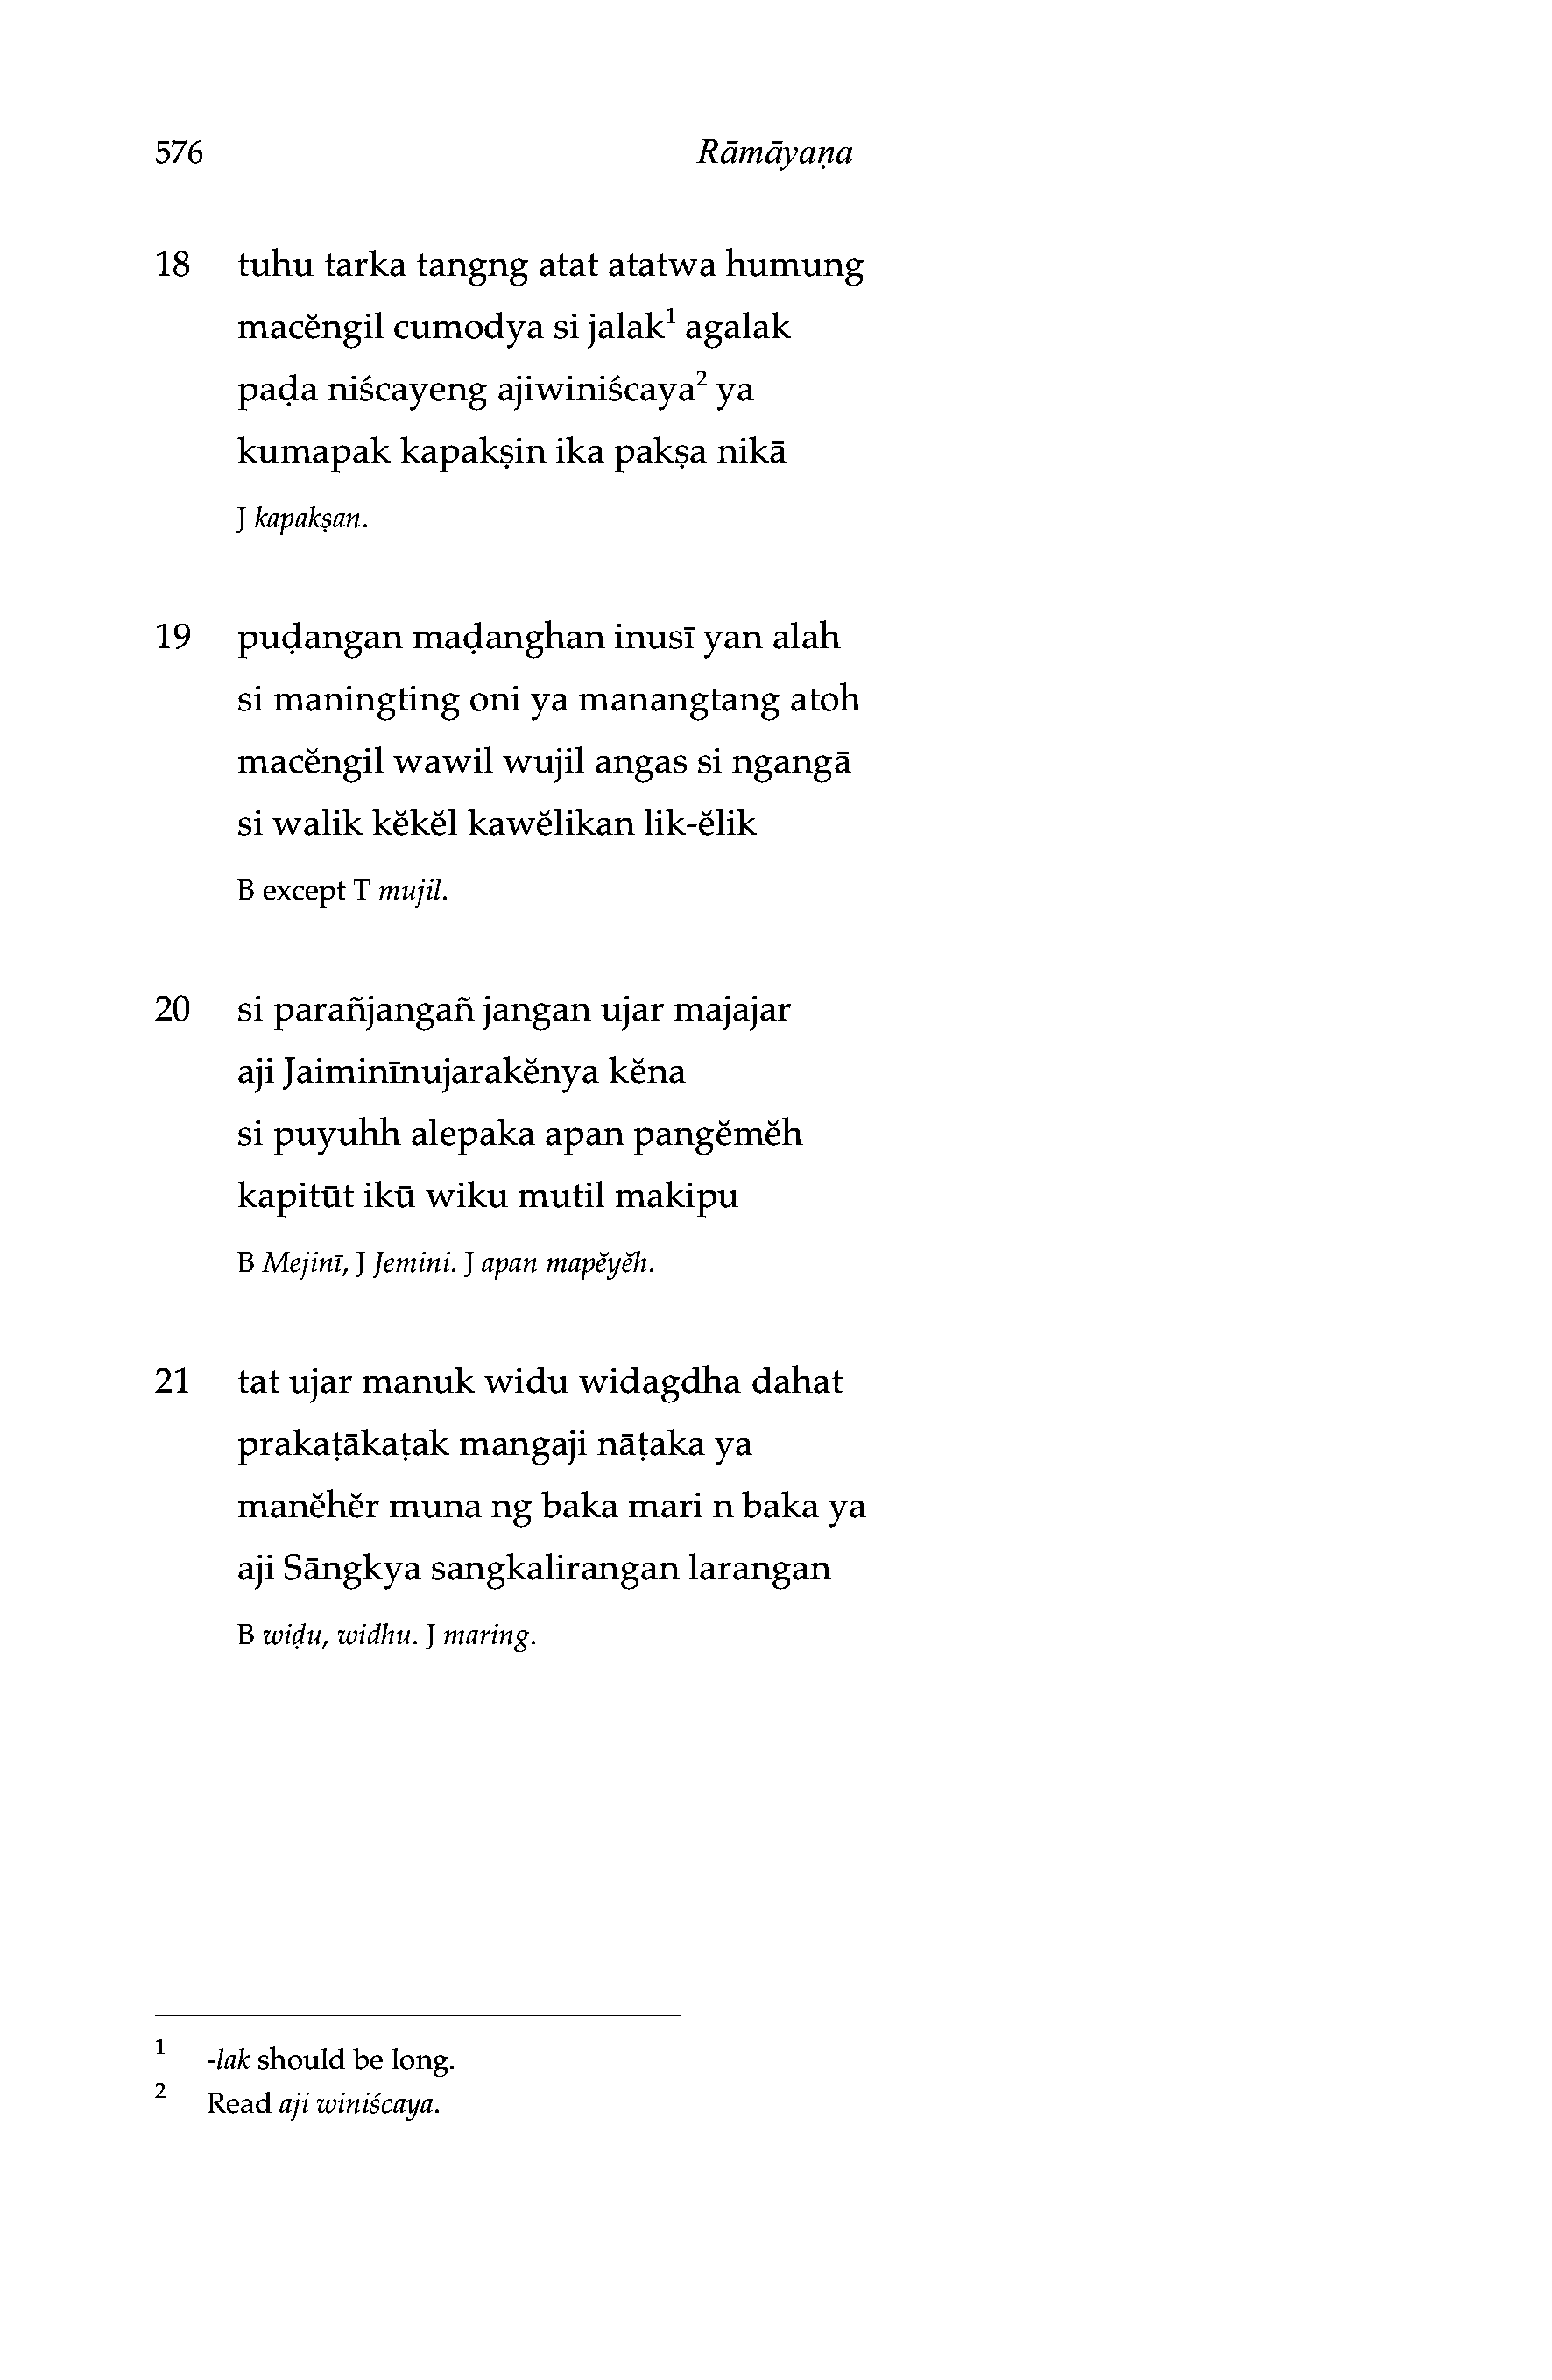 576 Rāmāyaṇa
18 tuhu tarka tangng atat atatwa humung
macĕngil cumodya si jalak¹ agalak
paḍa niścayeng ajiwiniścaya² ya
kumapak kapakṣin ika pakṣa nikā
J kapakṣan.
19 puḍangan maḍanghan inusī yan alah
si maningting oni ya manangtang atoh
macĕngil wawil wujil angas si ngangā
si walik kĕkĕl kawĕlikan lik-ĕlik
B except T mujil.
20 si parañjangañ jangan ujar majajar
aji Jaiminīnujarakĕnya kĕna
si puyuhh alepaka apan pangĕmĕh
kapitūt ikū wiku mutil makipu
B Mejinī, J Jemini. J apan mapĕyĕh.
21 tat ujar manuk widu widagdha dahat
prakaṭākaṭak mangaji nāṭaka ya
manĕhĕr muna ng baka mari n baka ya
aji Sāngkya sangkalirangan larangan
B wiḍu, widhu. J maring.
1 -lak should be long.
2 Read aji winiścaya.